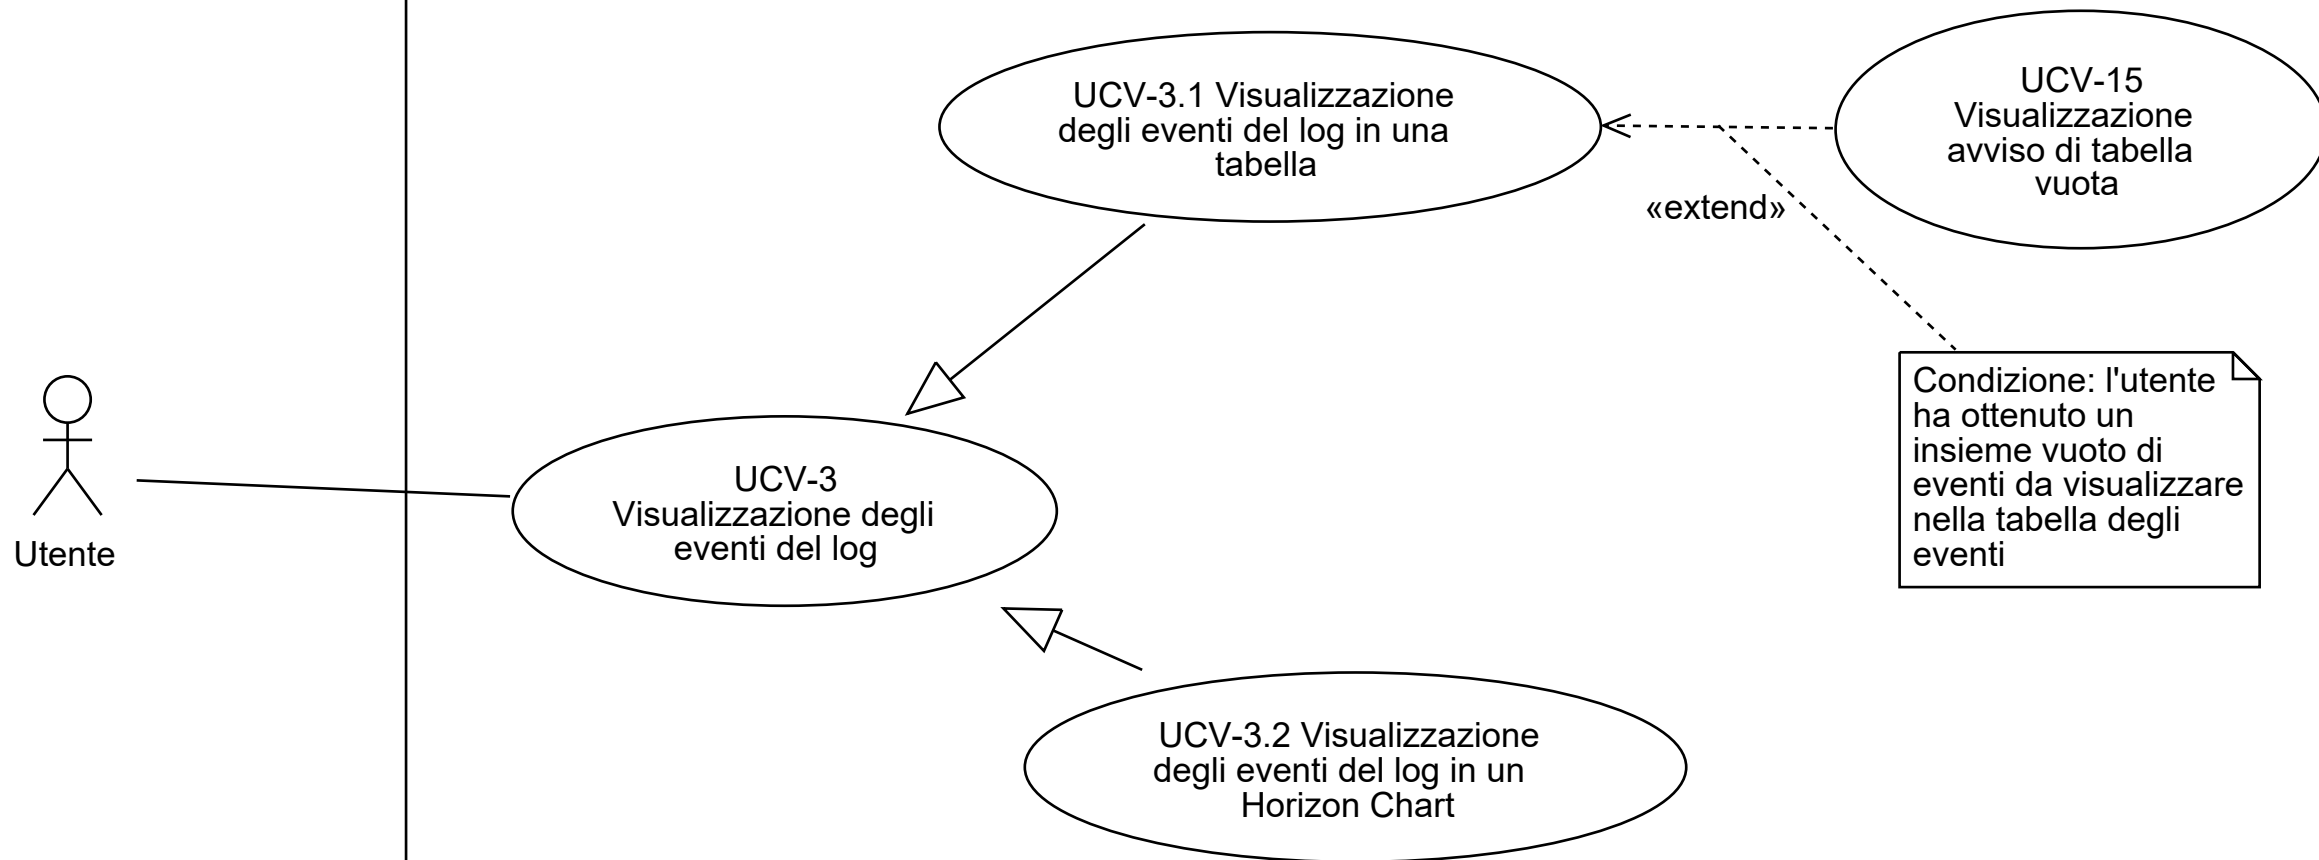 UCV-3.1 Visualizzazione
degli eventi del log in una
tabella
UCV-15
Visualizzazione
avviso di tabella
vuota
«extend»
Condizione: l'utente
ha ottenuto un
insieme vuoto di
eventi da visualizzare
nella tabella degli
eventi
Utente
UCV-3
Visualizzazione degli
eventi del log
UCV-3.2 Visualizzazione
degli eventi del log in un
Horizon Chart